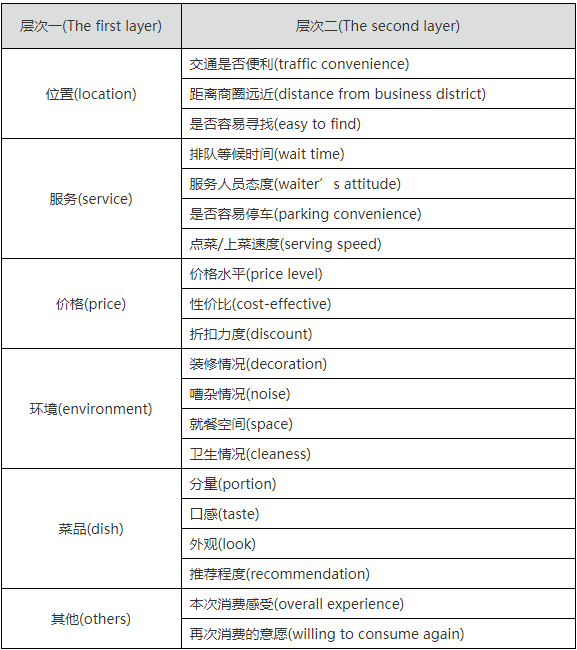 层次一(The first layer)
层次二(The second layer)
位置(location)
交通是否便利(traffic convenience)
距离商圈远近(distance from business district)
是否容易寻找(easy to find)
服务(service)
排队等候时间(wait time)
服务人员态度(waiter’s attitude)
是否容易停车(parking convenience)
点菜/上菜速度(serving speed)
价格(price)
价格水平(price level)
性价比(cost-effective)
折扣力度(discount)
环境(environment)
装修情况(decoration)
嘈杂情况(noise)
就餐空间(space)
卫生情况(cleaness)
菜品(dish)
分量(portion)
口感(taste)
外观(look)
推荐程度(recommendation)
其他(others)
本次消费感受(overall experience)
再次消费的意愿(willing to consume again)